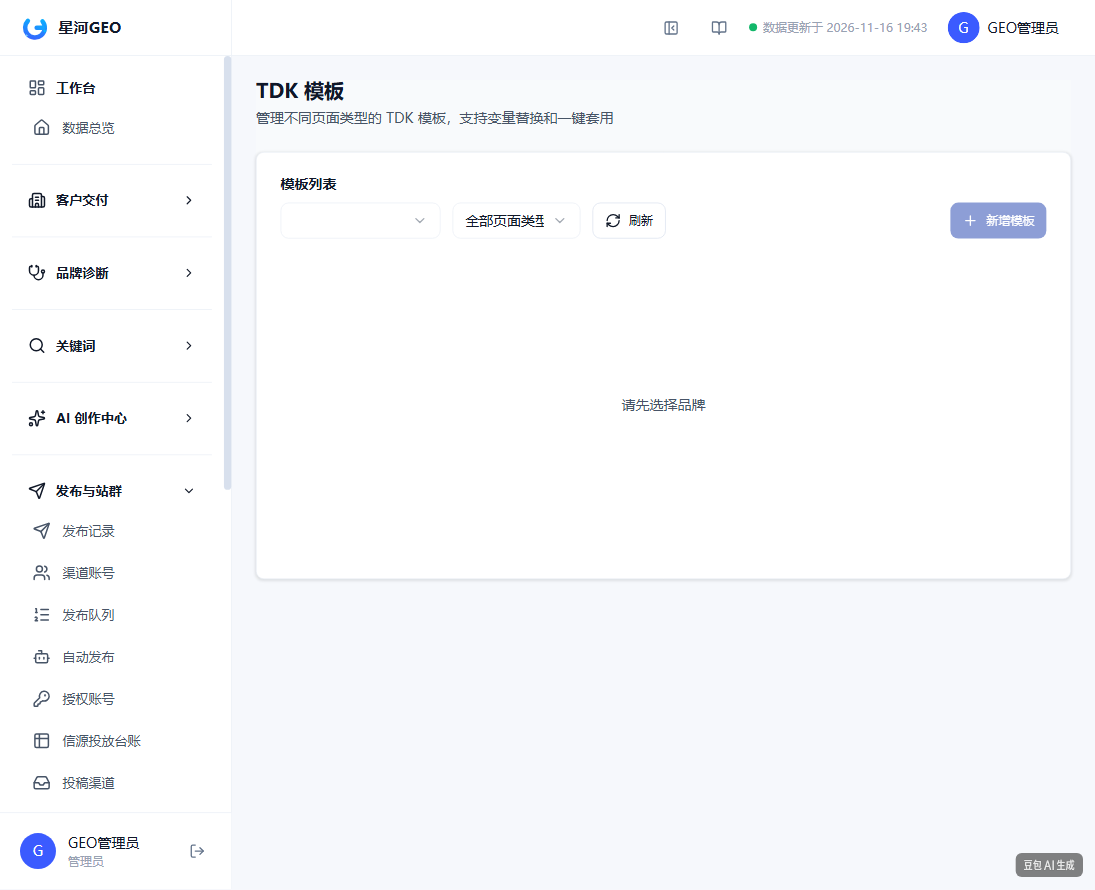 星河GEO
数据更新于 2026-11-16 19:43
G
GEO管理员
工作台
数据总览
客户交付
品牌诊断
关键词
AI 创作中心
发布与站群
发布记录
渠道账号
发布队列
自动发布
授权账号
信源投放台账
投稿渠道
G
GEO管理员
管理员
TDK 模板
管理不同页面类型的 TDK 模板，支持变量替换和一键套用
模板列表
全部页面类型
刷新
新增模板
请先选择品牌
豆包 AI 生成